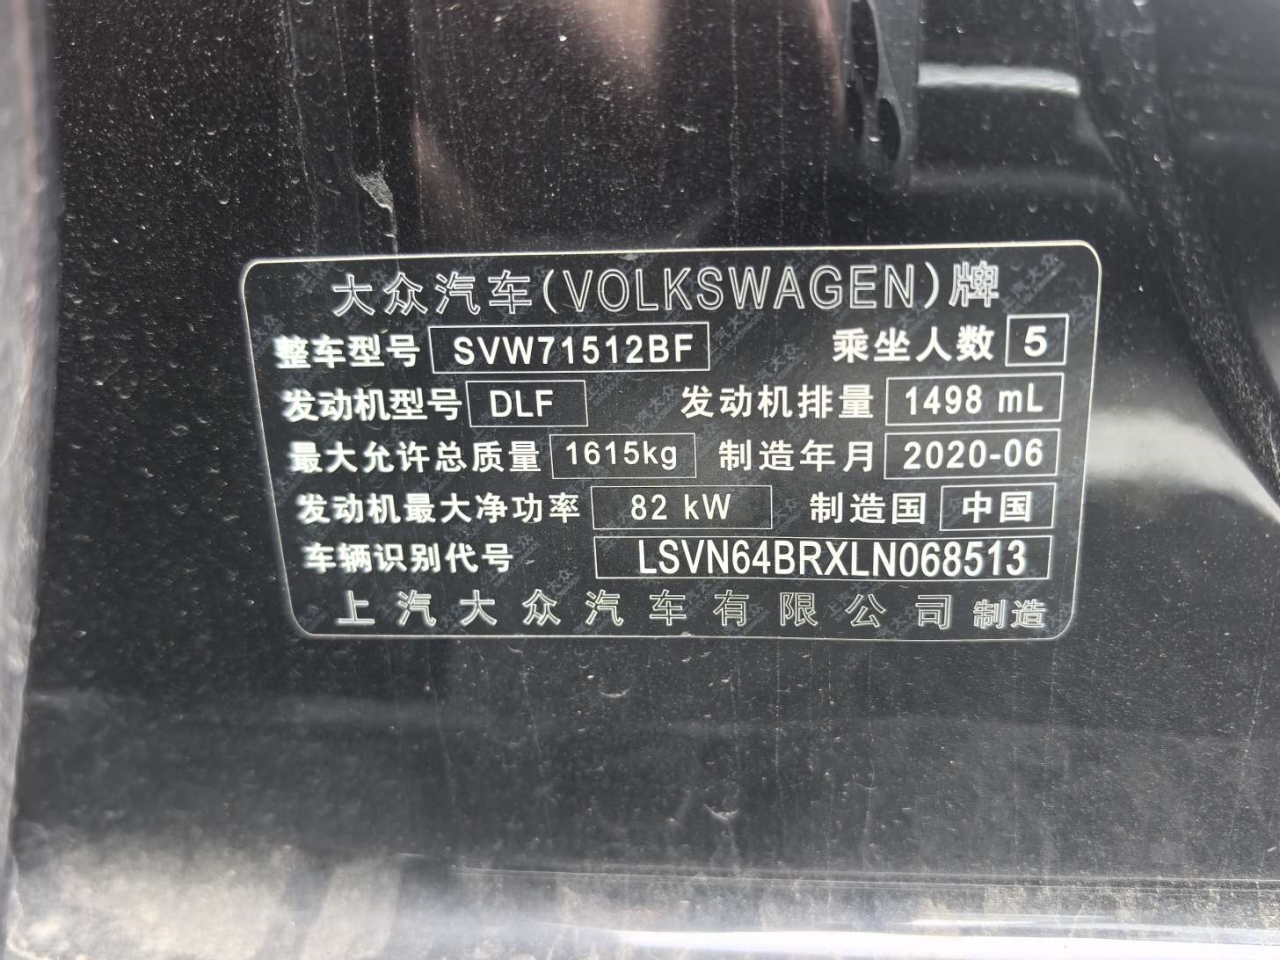 大众汽车(VOLKSWAGEN)牌
整车型号 SVW71512BF 乘坐人数 5
发动机型号 DLF 发动机排量 1498 mL
最大允许总质量 1615kg 制造年月 2020-06
发动机最大净功率 82 kW 制造国 中国
车辆识别代号 LSVN64BRXLN068513
上汽大众汽车有限公司 制造